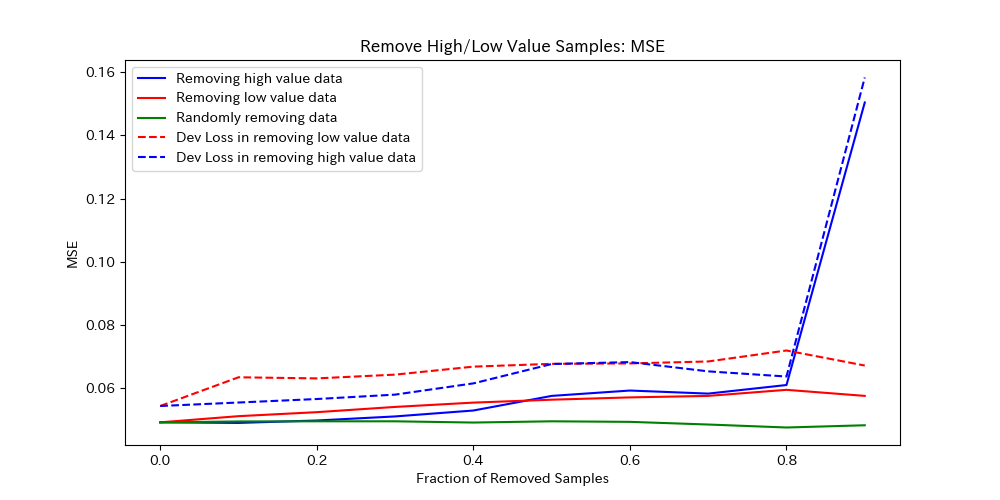 Remove High/Low Value Samples: MSE
Removing high value data
Removing low value data
Randomly removing data
Dev Loss in removing low value data
Dev Loss in removing high value data
MSE
0.16
0.14
0.12
0.10
0.08
0.06
0.0 0.2 0.4 0.6 0.8
Fraction of Removed Samples